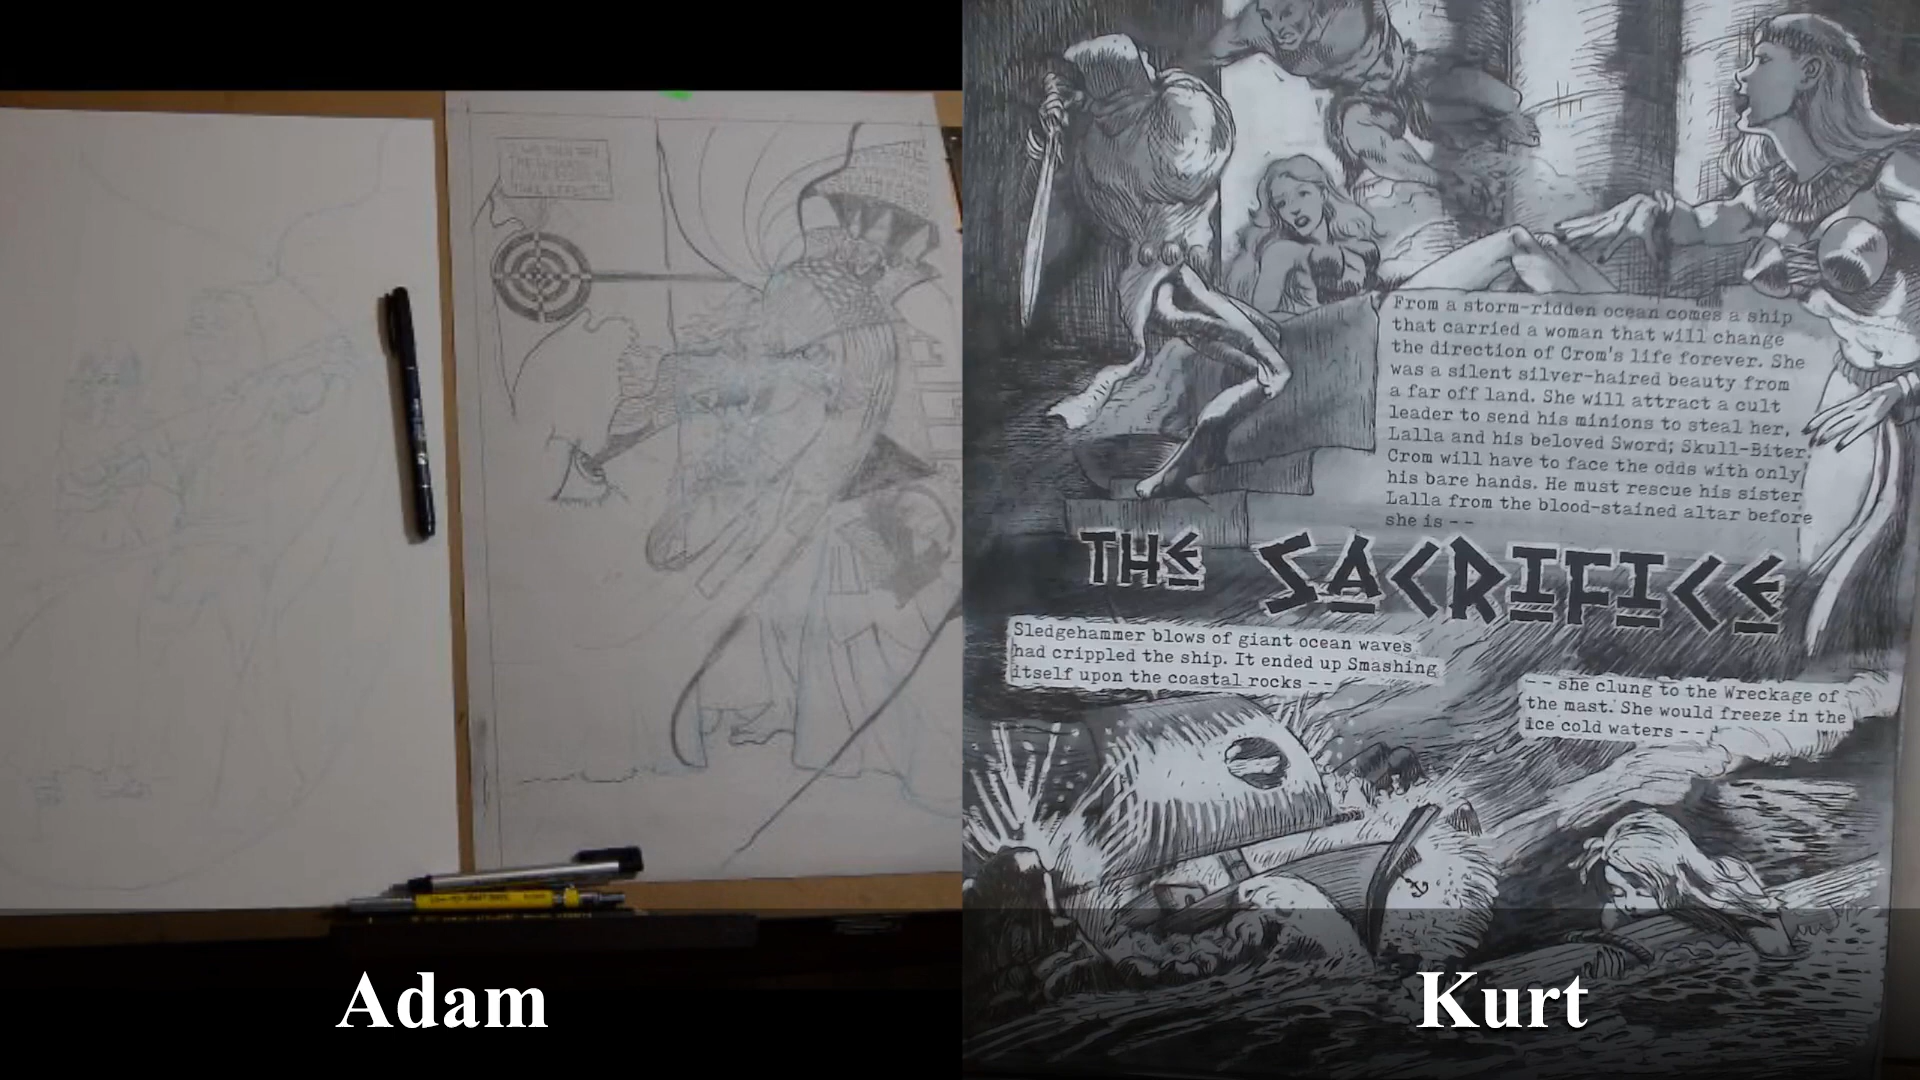 From a storm-ridden ocean comes a ship
that carried a woman that will change
the direction of Crom's life forever. She
was a silent silver-haired beauty from
a far off land. She will attract a cult
leader to send his minions to steal her,
Lalla and his beloved Sword; Skull-Biter.
Crom will have to face the odds with only
his bare hands. He must rescue his sister
Lalla from the blood-stained altar before
she is --
THE SACRIFICE
Sledgehammer blows of giant ocean waves
had crippled the ship. It ended up Smashing
itself upon the coastal rocks --
-- she clung to the Wreckage of
the mast. She would freeze in the
ice cold waters --
Adam
Kurt